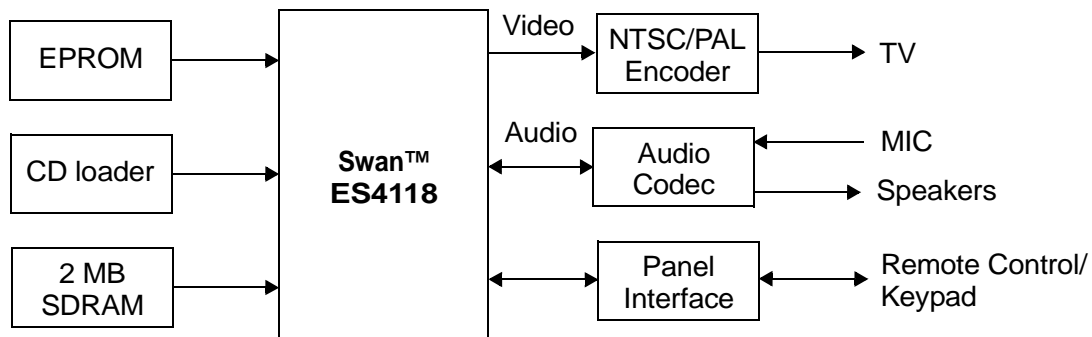 EPROM
CD loader
2 MB
SDRAM
Swan™
ES4118
Video
NTSC/PAL
Encoder
TV
Audio
Audio
Codec
MIC
Speakers
Panel
Interface
Remote Control/
Keypad